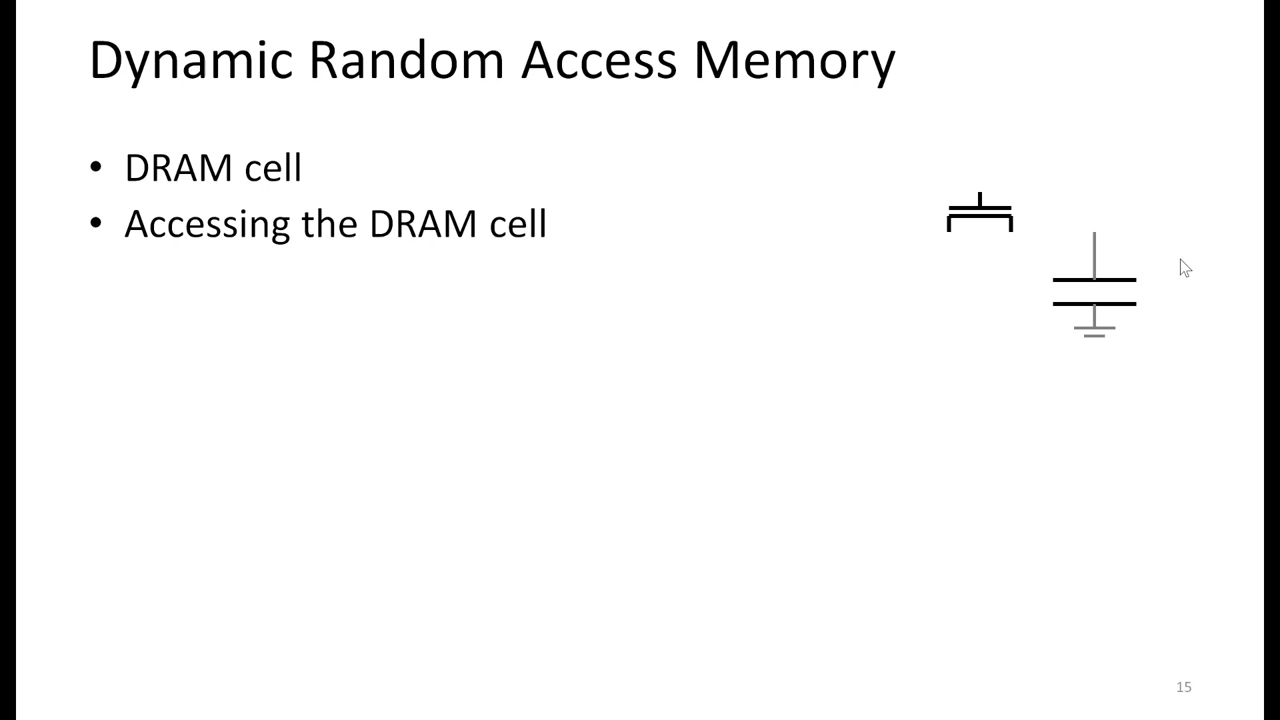 Dynamic Random Access Memory
• DRAM cell
• Accessing the DRAM cell
15